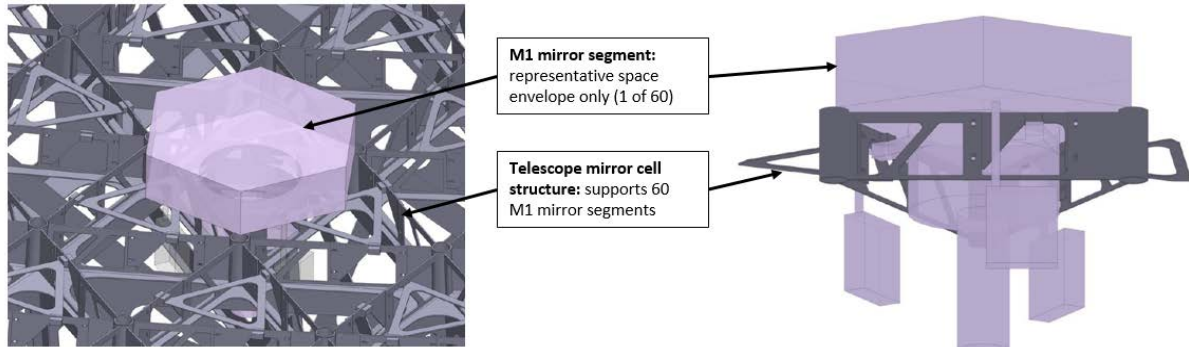 M1 mirror segment:
representative space
envelope only (1 of 60)
Telescope mirror cell
structure: supports 60
M1 mirror segments